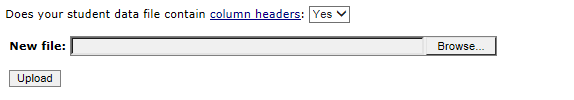 Does your student data file contain column headers: Yes
New file: Browse...
Upload